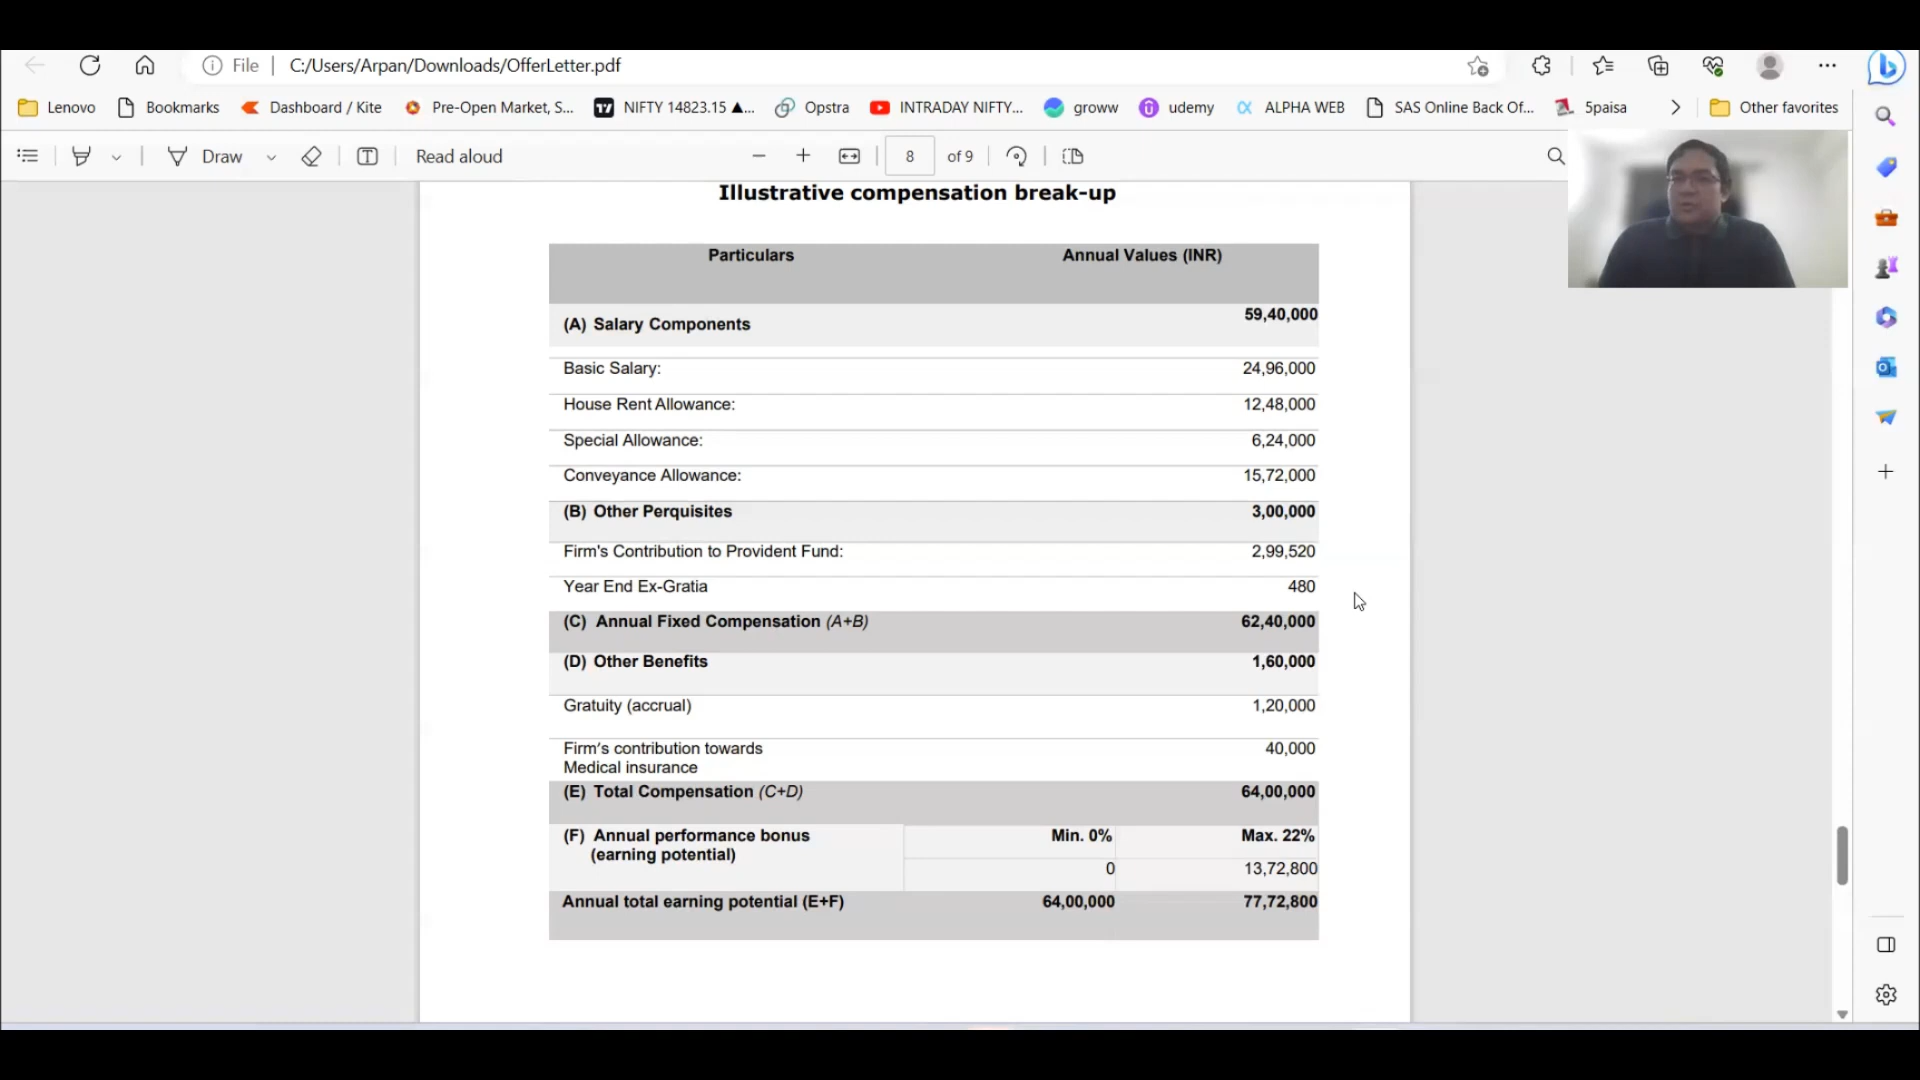 File C:/Users/Arpan/Downloads/OfferLetter.pdf
Lenovo Bookmarks Dashboard / Kite Pre-Open Market, S... NIFTY 14823.15 ▲... Opstra INTRADAY NIFTY... groww udemy ALPHA WEB SAS Online Back Of... 5paisa Other favorites
Draw Read aloud 8 of 9
Illustrative compensation break-up
Particulars Annual Values (INR)
(A) Salary Components 59,40,000
Basic Salary: 24,96,000
House Rent Allowance: 12,48,000
Special Allowance: 6,24,000
Conveyance Allowance: 15,72,000
(B) Other Perquisites 3,00,000
Firm's Contribution to Provident Fund: 2,99,520
Year End Ex-Gratia 480
(C) Annual Fixed Compensation (A+B) 62,40,000
(D) Other Benefits 1,60,000
Gratuity (accrual) 1,20,000
Firm's contribution towards 40,000
Medical insurance
(E) Total Compensation (C+D) 64,00,000
(F) Annual performance bonus Min. 0% Max. 22%
(earning potential)
0 13,72,800
Annual total earning potential (E+F) 64,00,000 77,72,800